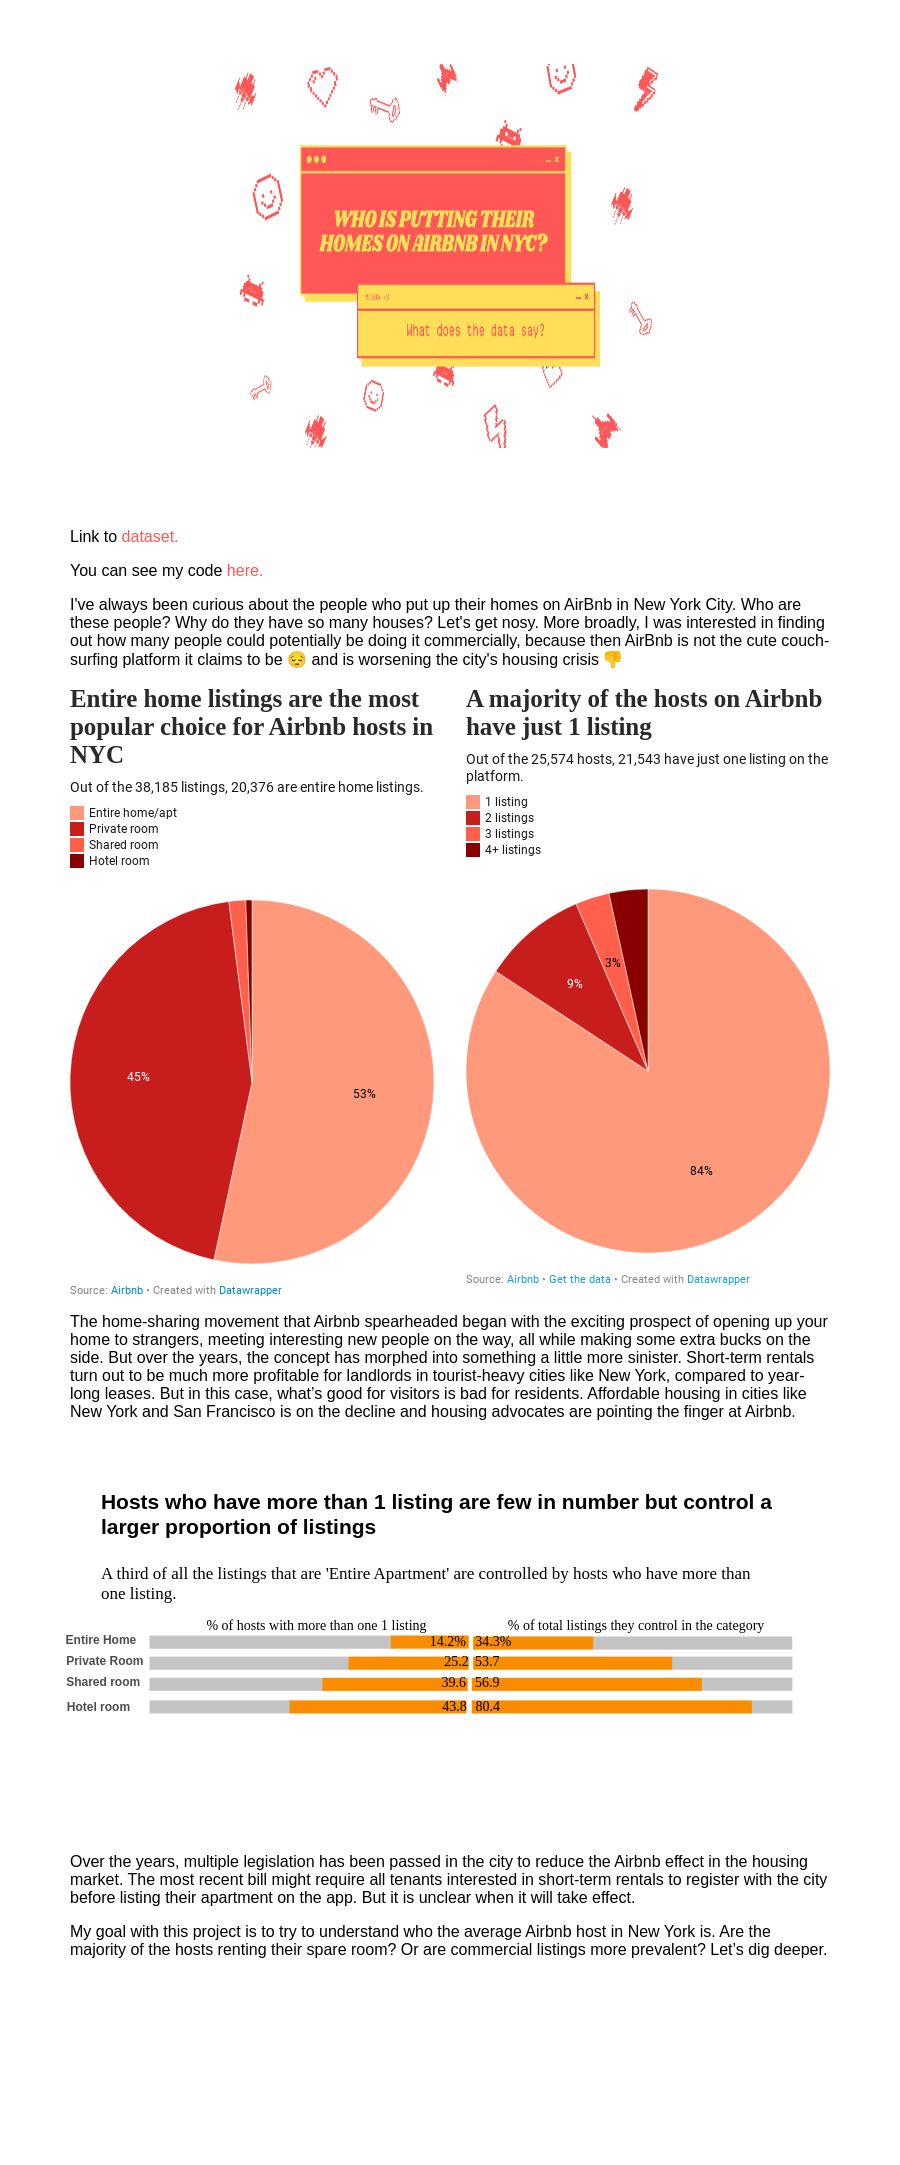 WHO IS PUTTING THEIR
HOMES ON AIRBNB IN NYC?
What does the data say?
Link to dataset.
You can see my code here.
I've always been curious about the people who put up their homes on AirBnb in New York City. Who are
these people? Why do they have so many houses? Let's get nosy. More broadly, I was interested in finding
out how many people could potentially be doing it commercially, because then AirBnb is not the cute couch-
surfing platform it claims to be 😔 and is worsening the city's housing crisis 👎
Entire home listings are the most
popular choice for Airbnb hosts in
NYC
Out of the 38,185 listings, 20,376 are entire home listings.
Entire home/apt
Private room
Shared room
Hotel room
45%
53%
Source: Airbnb • Created with Datawrapper
A majority of the hosts on Airbnb
have just 1 listing
Out of the 25,574 hosts, 21,543 have just one listing on the
platform.
1 listing
2 listings
3 listings
4+ listings
3%
9%
84%
Source: Airbnb • Get the data • Created with Datawrapper
The home-sharing movement that Airbnb spearheaded began with the exciting prospect of opening up your
home to strangers, meeting interesting new people on the way, all while making some extra bucks on the
side. But over the years, the concept has morphed into something a little more sinister. Short-term rentals
turn out to be much more profitable for landlords in tourist-heavy cities like New York, compared to year-
long leases. But in this case, what's good for visitors is bad for residents. Affordable housing in cities like
New York and San Francisco is on the decline and housing advocates are pointing the finger at Airbnb.
Hosts who have more than 1 listing are few in number but control a
larger proportion of listings
A third of all the listings that are 'Entire Apartment' are controlled by hosts who have more than
one listing.
% of hosts with more than one 1 listing % of total listings they control in the category
Entire Home 14.2% 34.3%
Private Room 25.2 53.7
Shared room 39.6 56.9
Hotel room 43.8 80.4
Over the years, multiple legislation has been passed in the city to reduce the Airbnb effect in the housing
market. The most recent bill might require all tenants interested in short-term rentals to register with the city
before listing their apartment on the app. But it is unclear when it will take effect.
My goal with this project is to try to understand who the average Airbnb host in New York is. Are the
majority of the hosts renting their spare room? Or are commercial listings more prevalent? Let's dig deeper.